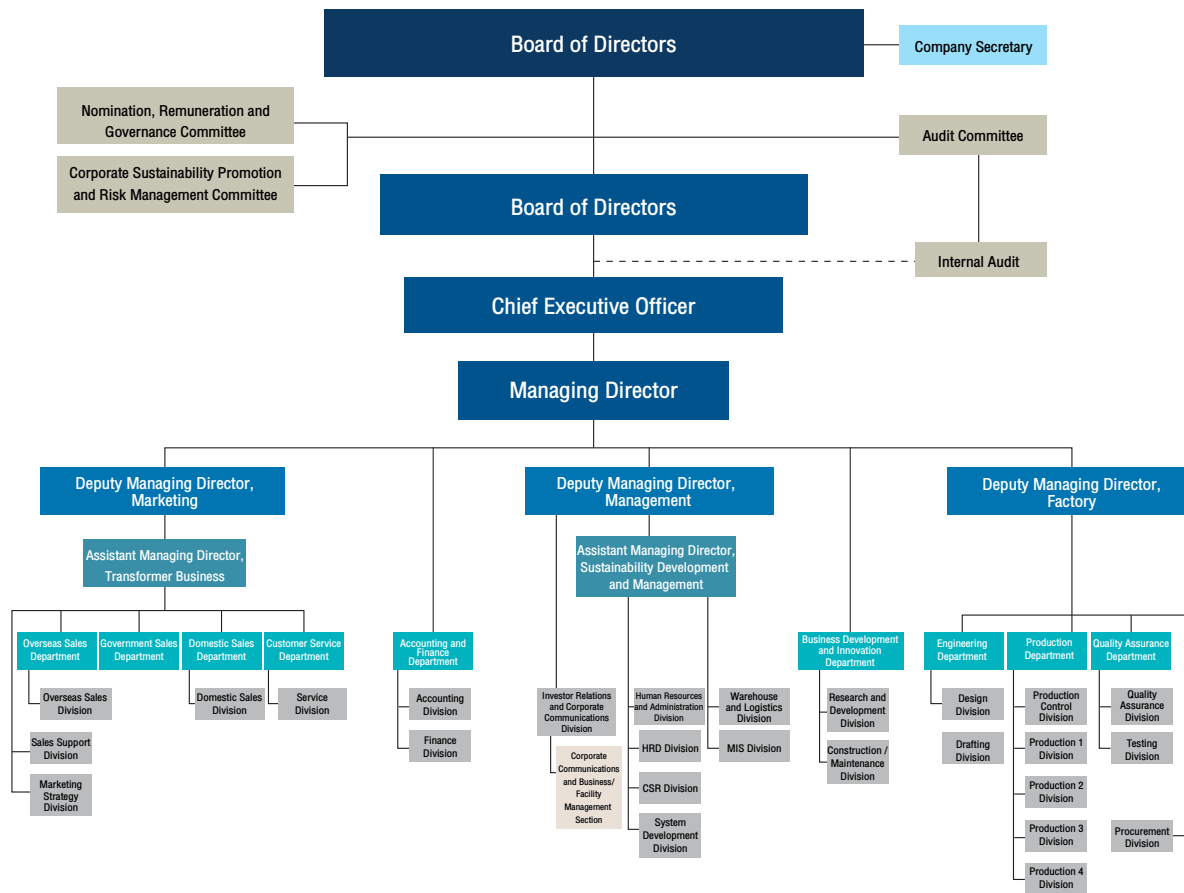 Board of Directors
Company Secretary
Nomination, Remuneration and
Governance Committee
Audit Committee
Corporate Sustainability Promotion
and Risk Management Committee
Board of Directors
Internal Audit
Chief Executive Officer
Managing Director
Deputy Managing Director,
Marketing
Deputy Managing Director,
Management
Deputy Managing Director,
Factory
Assistant Managing Director,
Transformer Business
Assistant Managing Director,
Sustainability Development
and Management
Overseas Sales
Department
Government Sales
Department
Domestic Sales
Department
Customer Service
Department
Accounting and
Finance
Department
Business Development
and Innovation
Department
Engineering
Department
Production
Department
Quality Assurance
Department
Overseas Sales
Division
Domestic Sales
Division
Service
Division
Sales Support
Division
Marketing
Strategy
Division
Accounting
Division
Finance
Division
Investor Relations
and Corporate
Communications
Division
Corporate
Communications
and Business/
Facility
Management
Section
Human Resources
and Administration
Division
HRD Division
CSR Division
System
Development
Division
Warehouse
and Logistics
Division
MIS Division
Research and
Development
Division
Construction /
Maintenance
Division
Design
Division
Drafting
Division
Production
Control
Division
Production 1
Division
Production 2
Division
Production 3
Division
Production 4
Division
Quality
Assurance
Division
Testing
Division
Procurement
Division